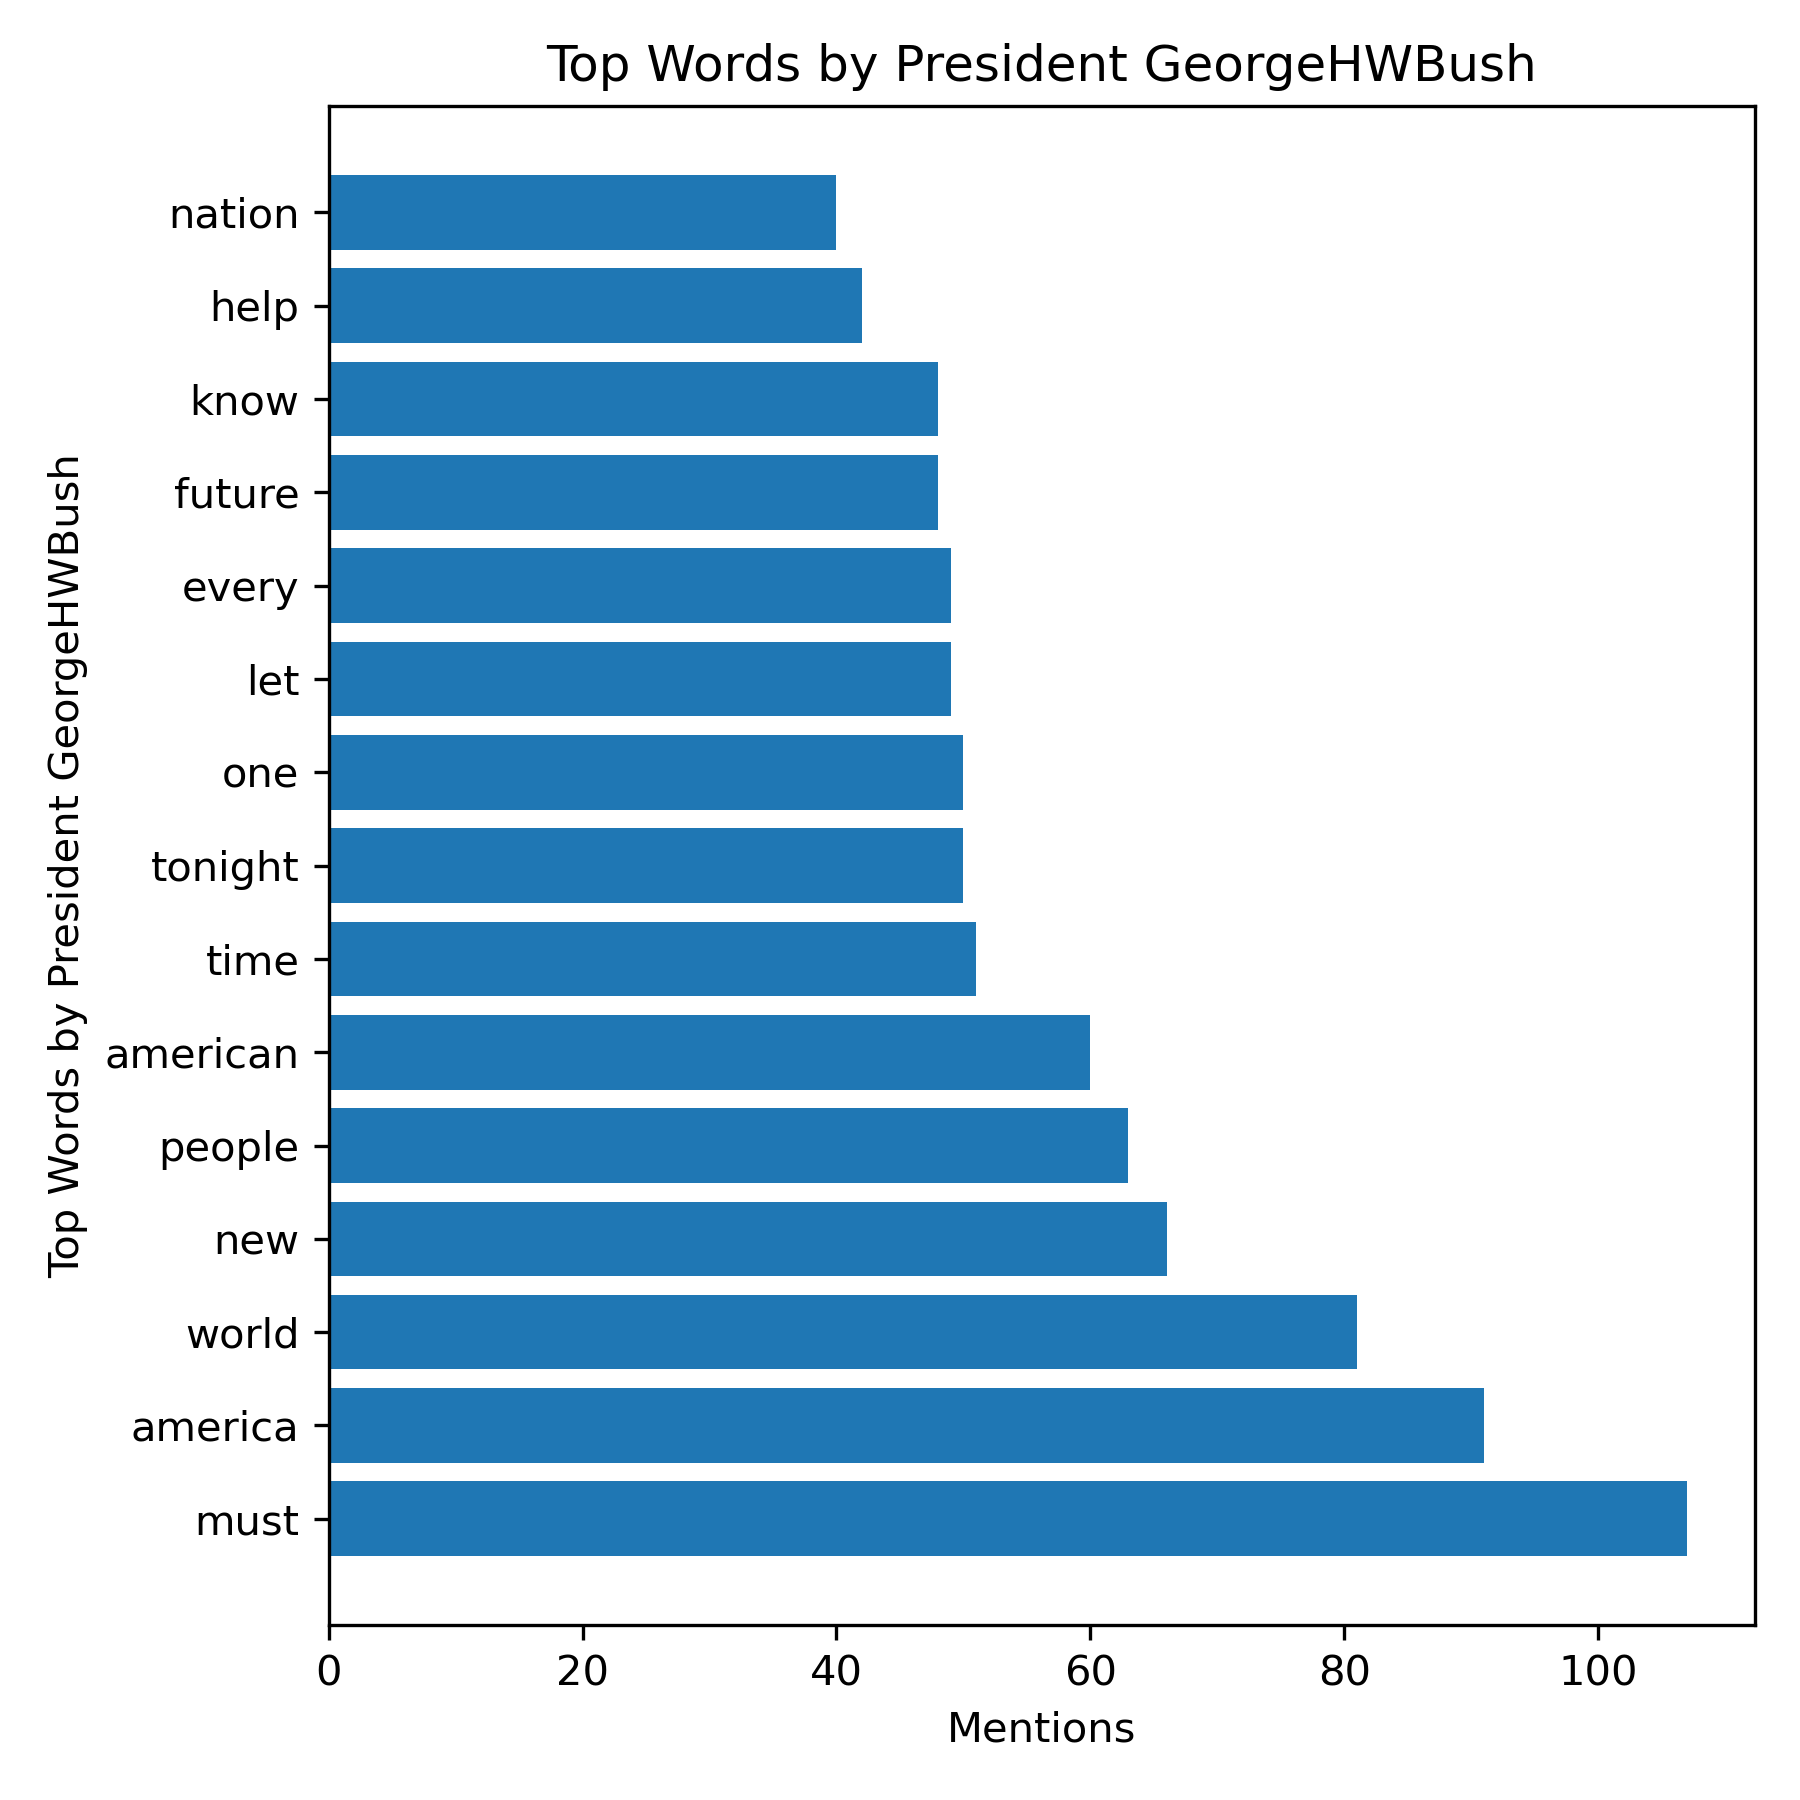 Top Words by President GeorgeHWBush
Top Words by President GeorgeHWBush
nation
help
know
future
every
let
one
tonight
time
american
people
new
world
america
must
0 20 40 60 80 100
Mentions